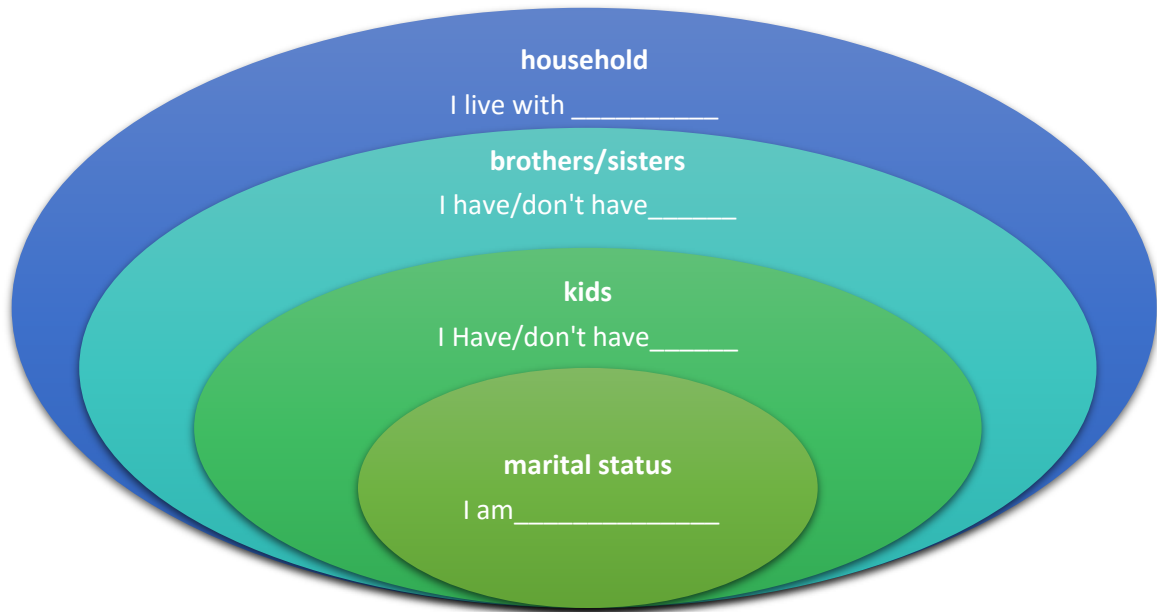 household
I live with __________
brothers/sisters
I have/don't have______
kids
I Have/don't have______
marital status
I am______________